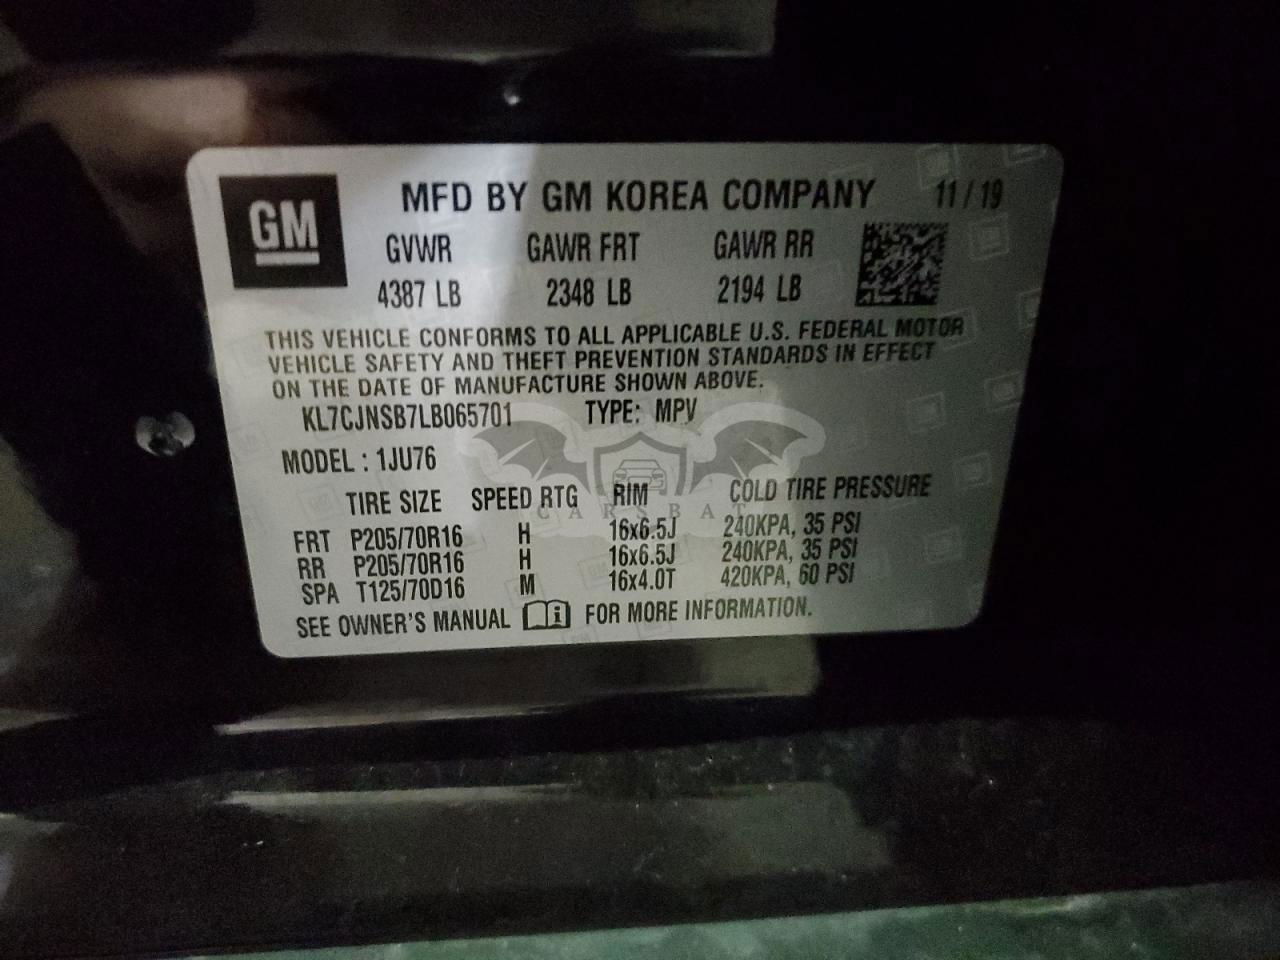 GM
MFD BY GM KOREA COMPANY 11 / 19
GVWR GAWR FRT GAWR RR
4387 LB 2348 LB 2194 LB
THIS VEHICLE CONFORMS TO ALL APPLICABLE U.S. FEDERAL MOTOR
VEHICLE SAFETY AND THEFT PREVENTION STANDARDS IN EFFECT
ON THE DATE OF MANUFACTURE SHOWN ABOVE.
KL7CJNSB7LB065701 TYPE: MPV
MODEL : 1JU76
TIRE SIZE SPEED RTG RIM COLD TIRE PRESSURE
CARSBAT
FRT P205/70R16 H 16x6.5J 240KPA, 35 PSI
RR P205/70R16 H 16x6.5J 240KPA, 35 PSI
SPA T125/70D16 M 16x4.0T 420KPA, 60 PSI
SEE OWNER'S MANUAL i FOR MORE INFORMATION.